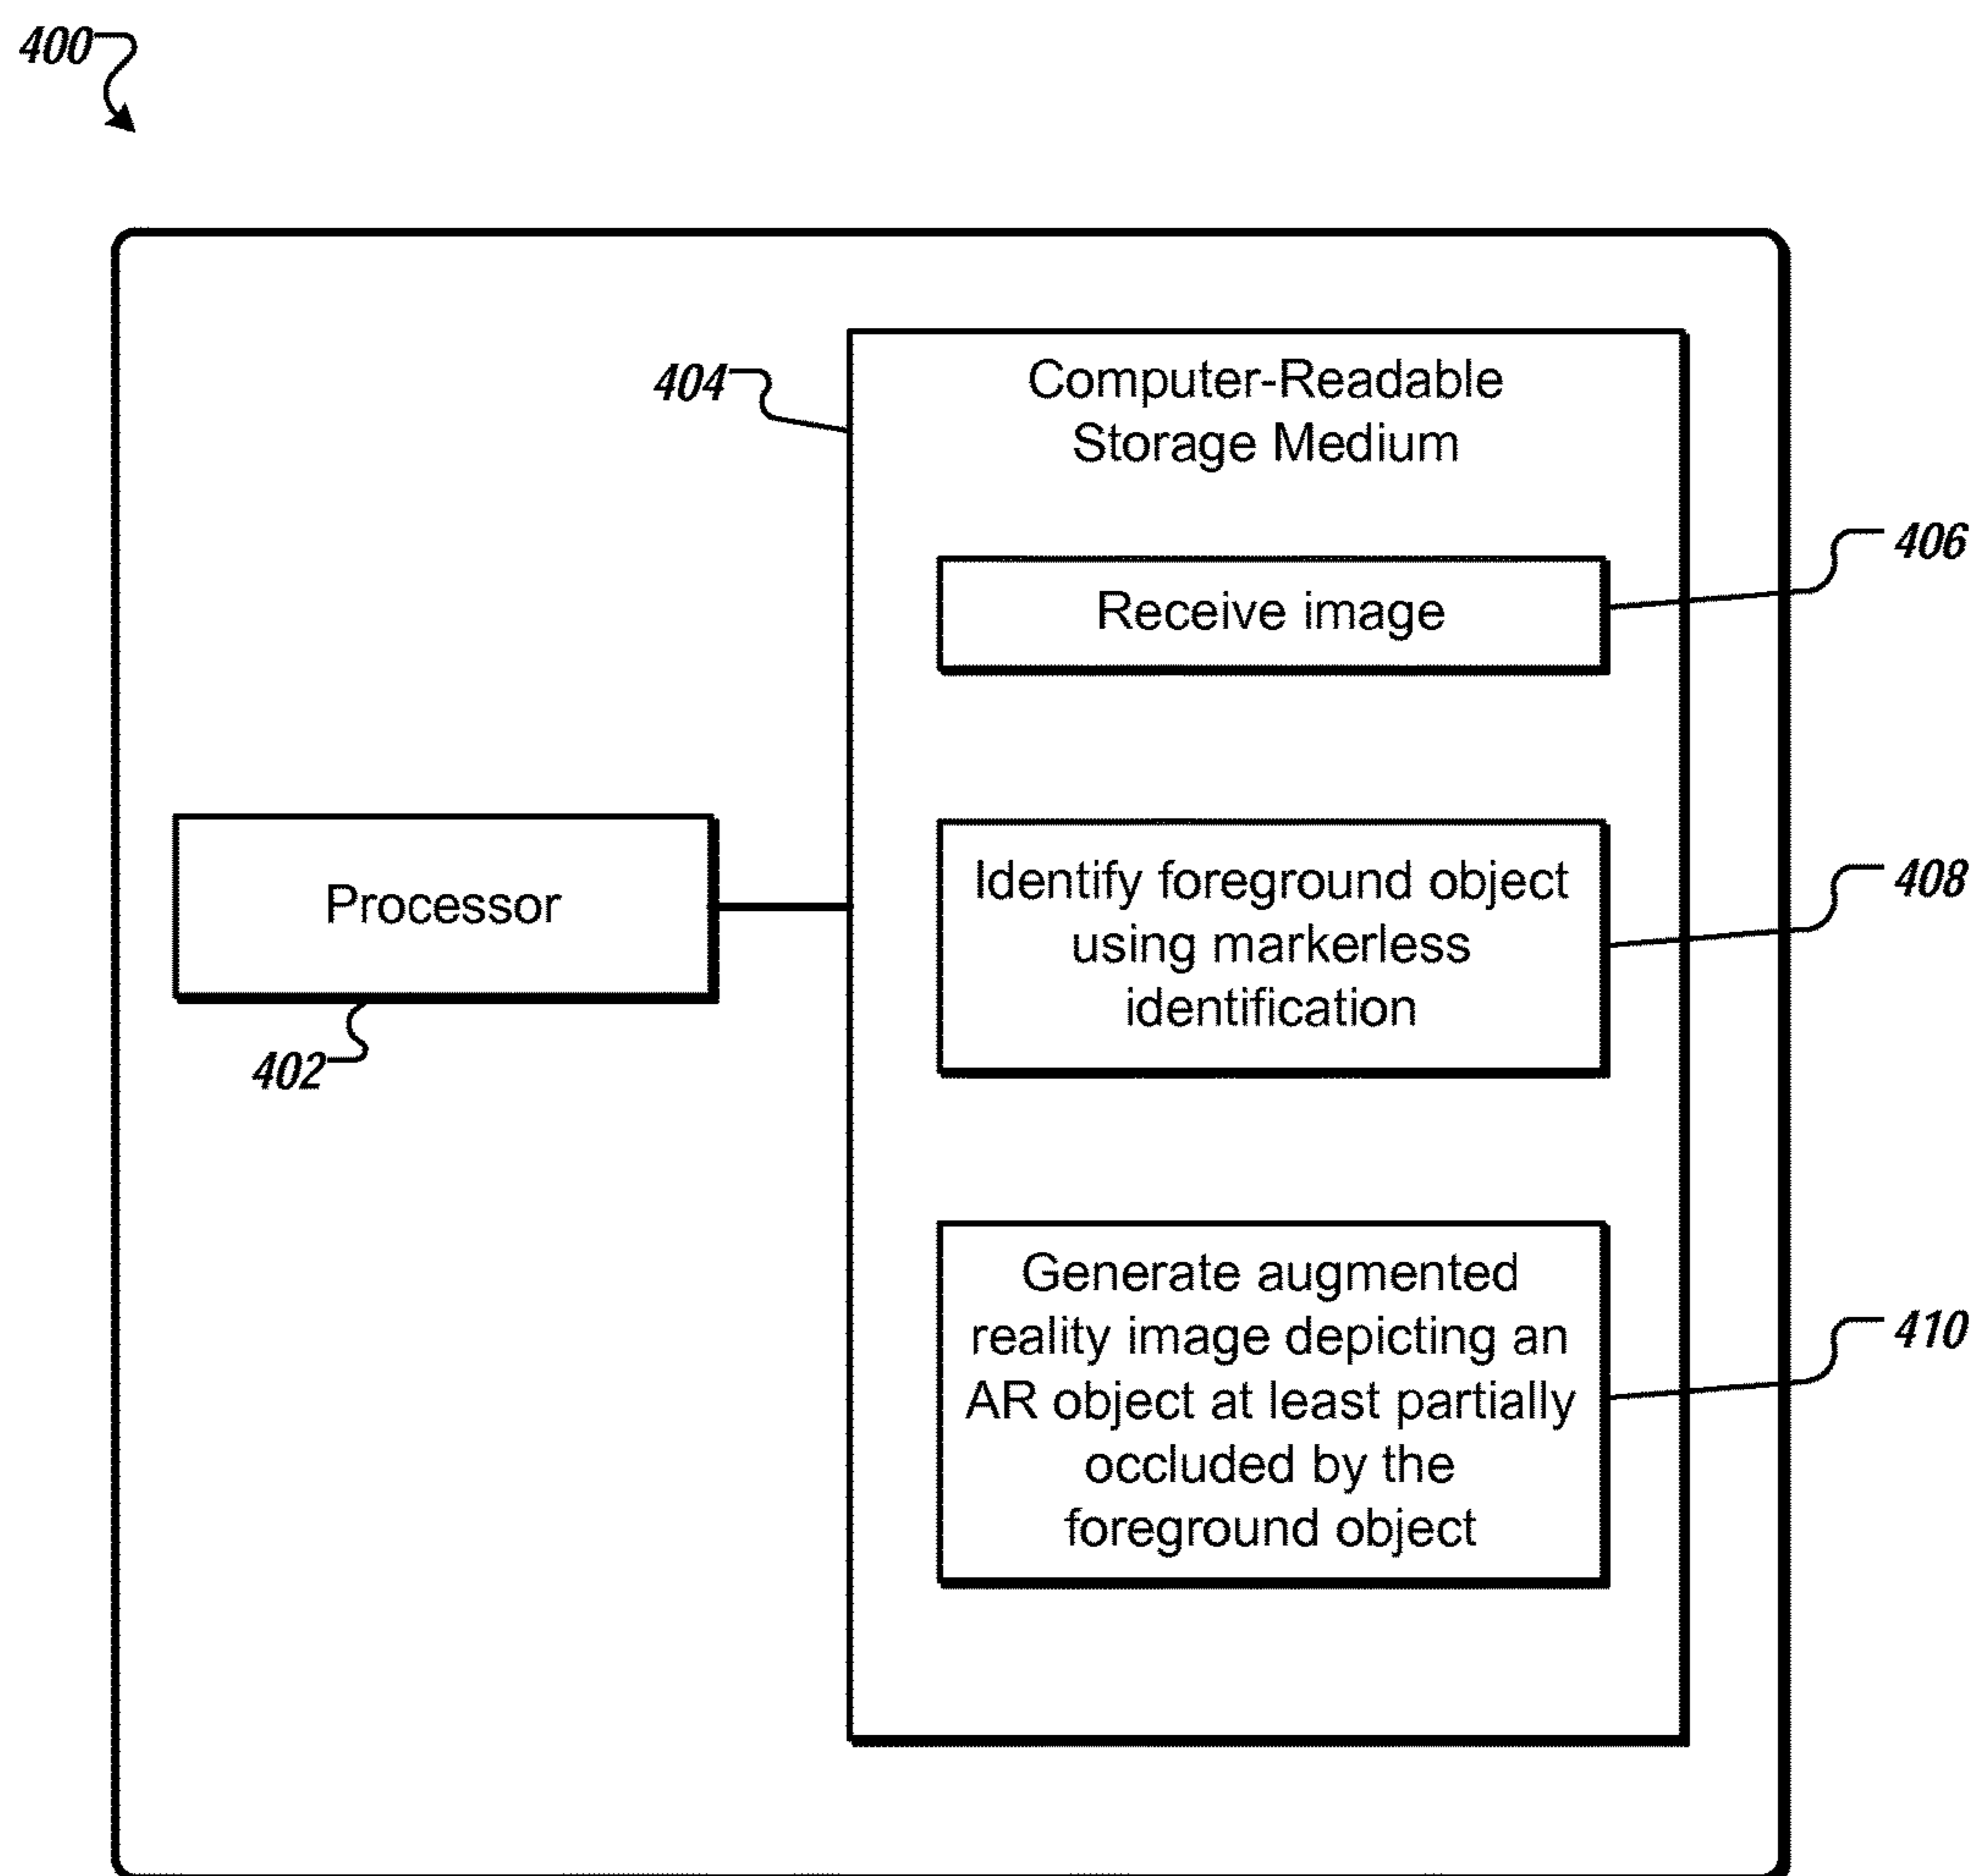 400
404
Computer-Readable
Storage Medium
406
Receive image
Processor
402
408
Identify foreground object
using markerless
identification
410
Generate augmented
reality image depicting an
AR object at least partially
occluded by the
foreground object